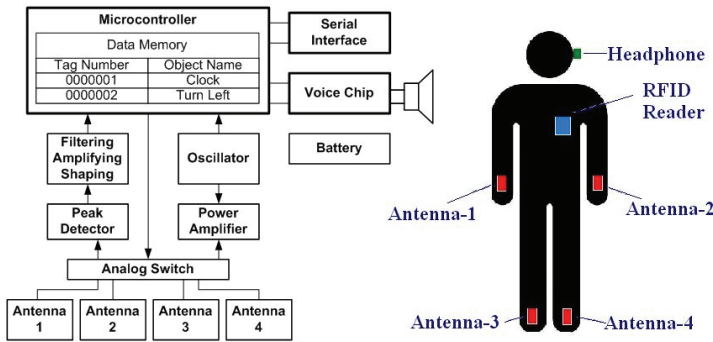 Microcontroller
Data Memory
Tag Number Object Name
0000001 Clock
0000002 Turn Left
Serial
Interface
Voice Chip
Battery
Filtering
Amplifying
Shaping
Oscillator
Peak
Detector
Power
Amplifier
Analog Switch
Antenna
1
Antenna
2
Antenna
3
Antenna
4
Headphone
RFID
Reader
Antenna-1
Antenna-2
Antenna-3
Antenna-4